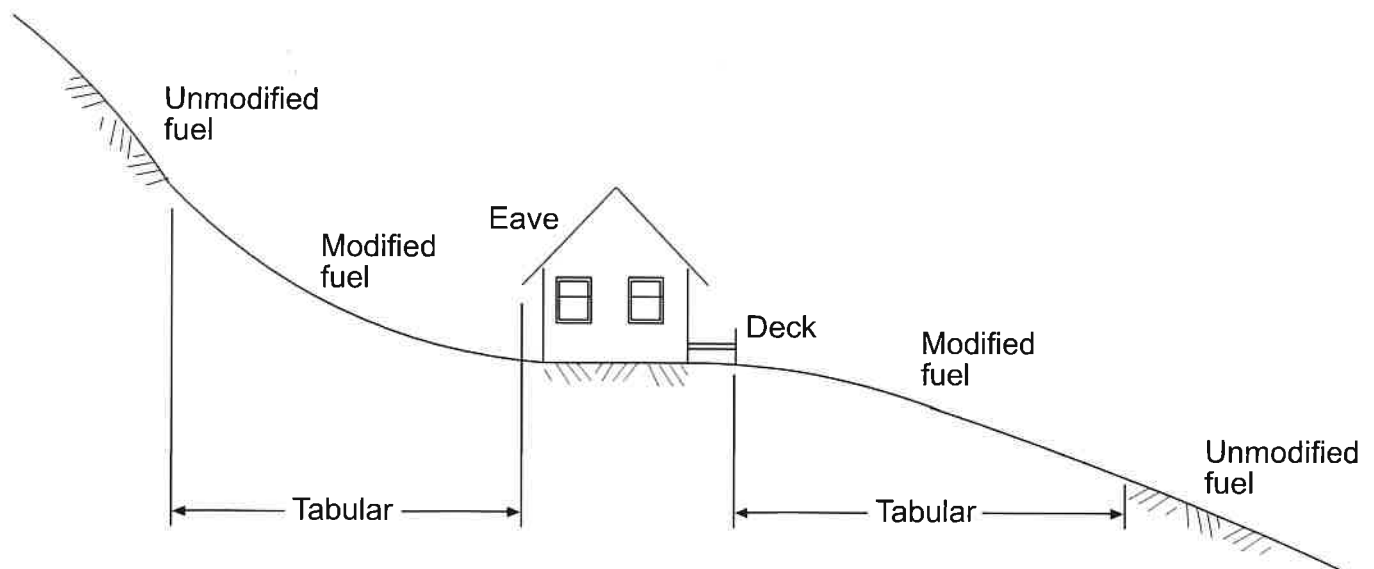 Unmodified
fuel
Eave
Modified
fuel
Deck
Modified
fuel
Unmodified
fuel
Tabular
Tabular